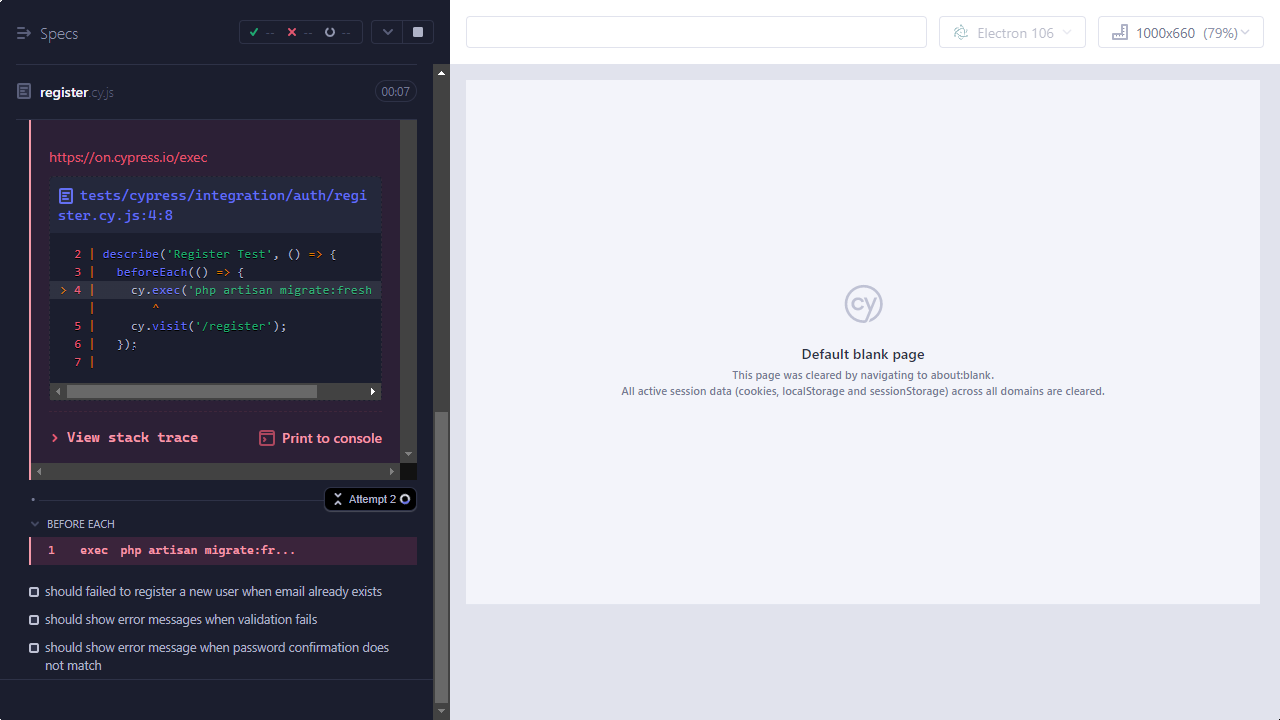 Specs
--
--
--
Electron 106
1000x660 (79%)
register.cy.js
00:07
https://on.cypress.io/exec
tests/cypress/integration/auth/regi
ster.cy.js:4:8
2 | describe('Register Test', () => {
3 |   beforeEach(() => {
> 4 |     cy.exec('php artisan migrate:fresh
|        ^
5 |     cy.visit('/register');
6 |   });
7 |
View stack trace
Print to console
Attempt 2
BEFORE EACH
1 exec php artisan migrate:fr...
should failed to register a new user when email already exists
should show error messages when validation fails
should show error message when password confirmation does
not match
cy
Default blank page
This page was cleared by navigating to about:blank.
All active session data (cookies, localStorage and sessionStorage) across all domains are cleared.